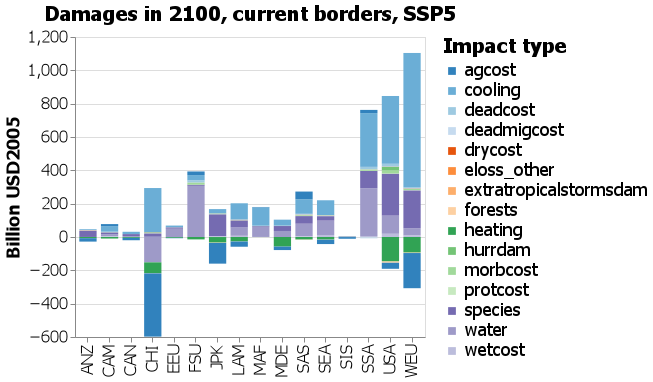 Damages in 2100, current borders, SSP5
Billion USD2005
1,200
1,000
800
600
400
200
0
−200
−400
−600
ANZ
CAM
CAN
CHI
EEU
FSU
JPK
LAM
MAF
MDE
SAS
SEA
SIS
SSA
USA
WEU
Impact type
agcost
cooling
deadcost
deadmigcost
drycost
eloss_other
extratropicalstormsdam
forests
heating
hurrdam
morbcost
protcost
species
water
wetcost